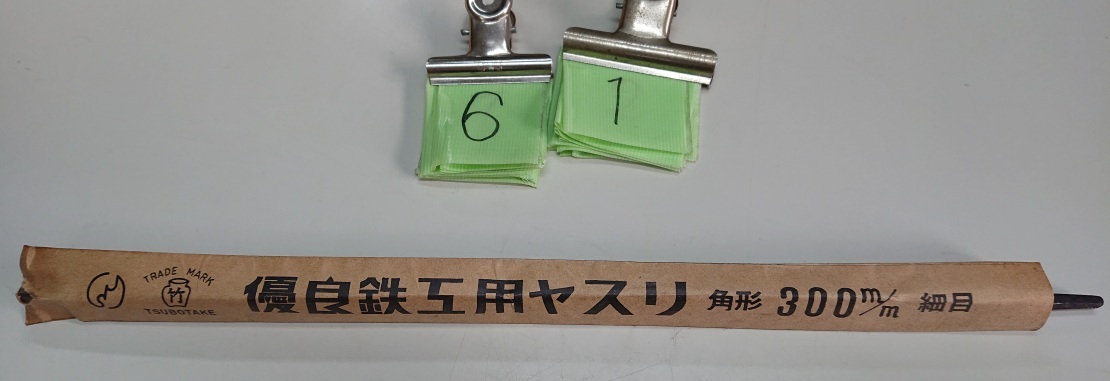 6
1
TRADE MARK
竹
TSUBOTAKE
優良鉄工用ヤスリ 角形 300m/m 細目